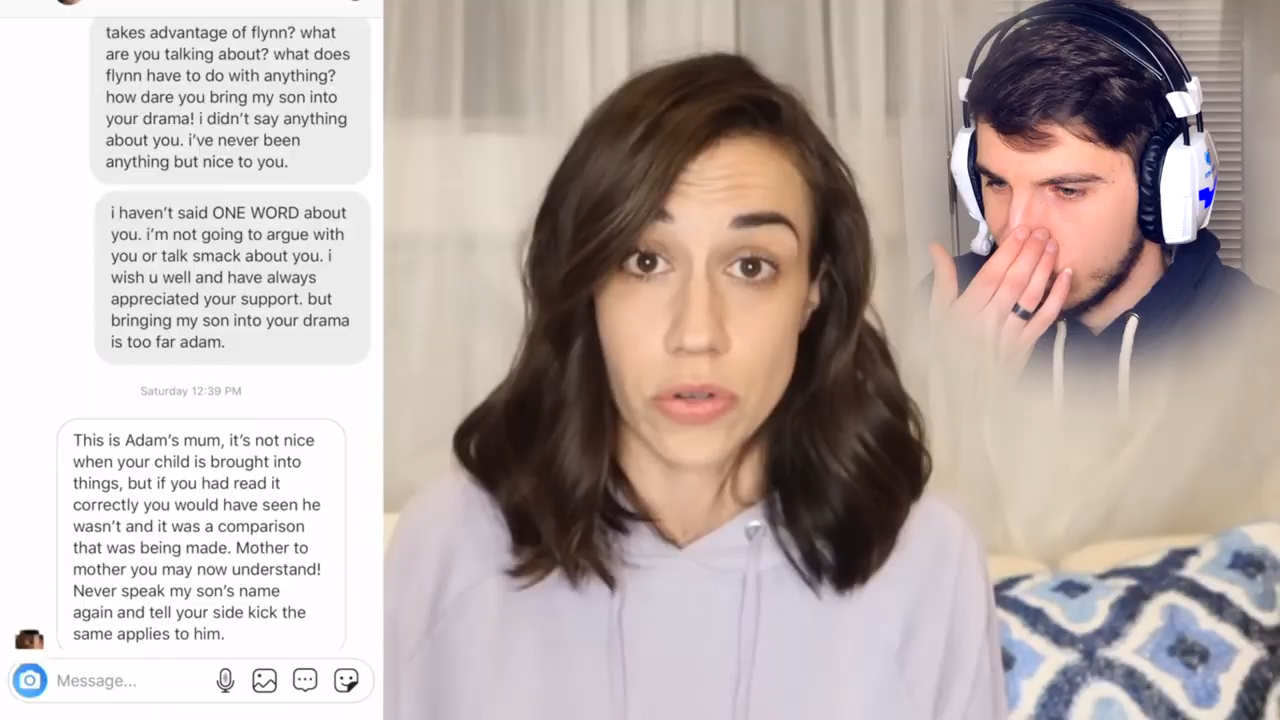 takes advantage of flynn? what
are you talking about? what does
flynn have to do with anything?
how dare you bring my son into
your drama! i didn't say anything
about you. i've never been
anything but nice to you.
i haven't said ONE WORD about
you. i'm not going to argue with
you or talk smack about you. i
wish u well and have always
appreciated your support. but
bringing my son into your drama
is too far adam.
Saturday 12:39 PM
This is Adam's mum, it's not nice
when your child is brought into
things, but if you had read it
correctly you would have seen he
wasn't and it was a comparison
that was being made. Mother to
mother you may now understand!
Never speak my son's name
again and tell your side kick the
same applies to him.
Message...